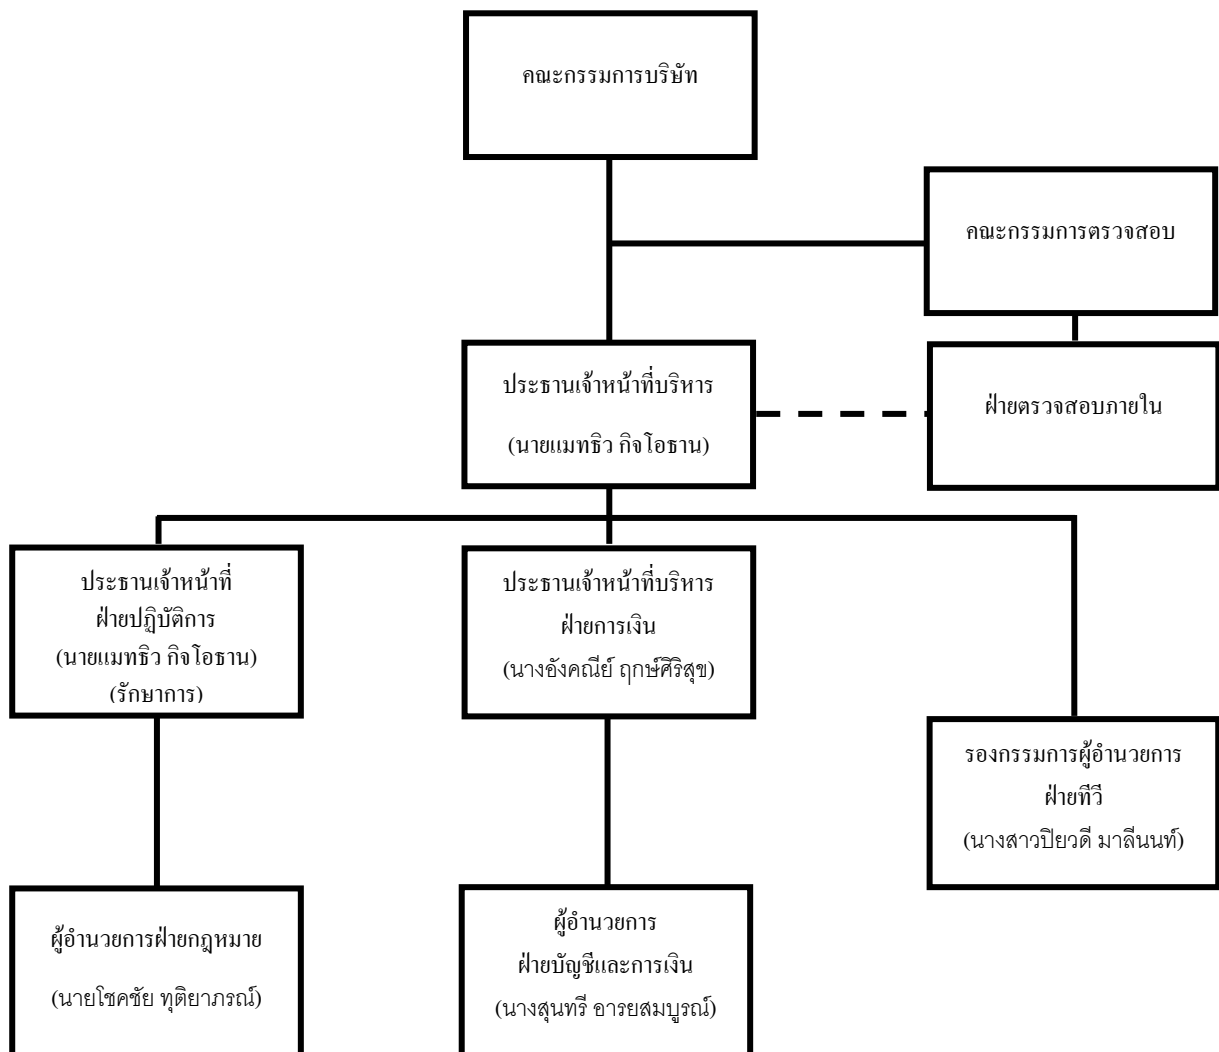 คณะกรรมการบริษัท
คณะกรรมการตรวจสอบ
ประธานเจ้าหน้าที่บริหาร
(นายแมทธิว กิจโอธาน)
ฝ่ายตรวจสอบภายใน
ประธานเจ้าหน้าที่
ฝ่ายปฏิบัติการ
(นายแมทธิว กิจโอธาน)
(รักษาการ)
ประธานเจ้าหน้าที่บริหาร
ฝ่ายการเงิน
(นางอังคณีย์ ฤกษ์ศิริสุข)
รองกรรมการผู้อำนวยการ
ฝ่ายทีวี
(นางสาวปิยวดี มาลีนนท์)
ผู้อำนวยการฝ่ายกฎหมาย
(นายโชคชัย ทุติยาภรณ์)
ผู้อำนวยการ
ฝ่ายบัญชีและการเงิน
(นางสุนทรี อารยสมบูรณ์)